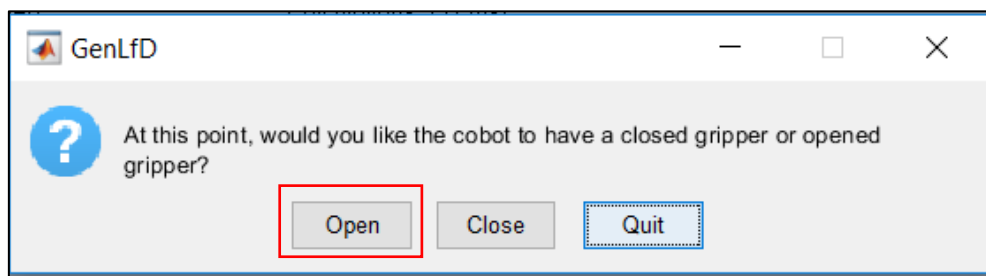 GenLfD
At this point, would you like the cobot to have a closed gripper or opened
gripper?
Open Close Quit